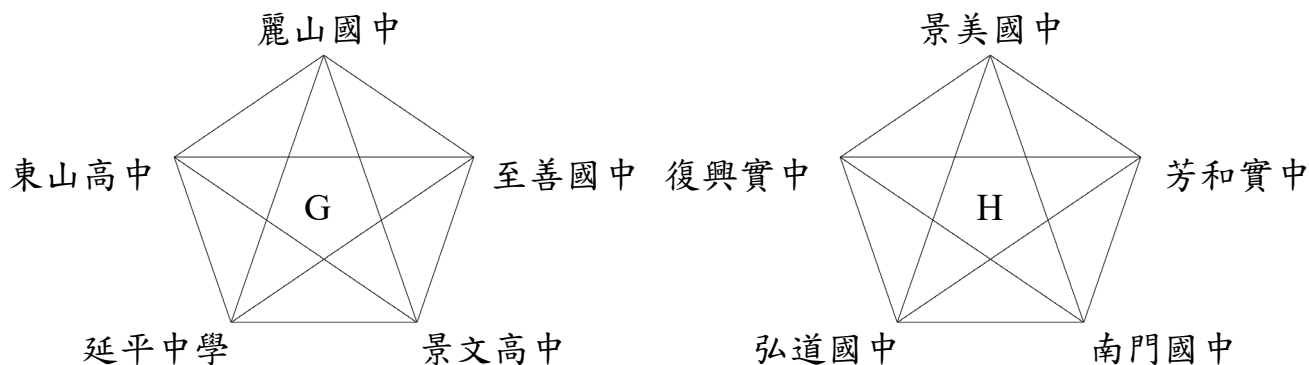 麗山國中
景美國中
東山高中
至善國中
復興實中
芳和實中
G
H
延平中學
景文高中
弘道國中
南門國中